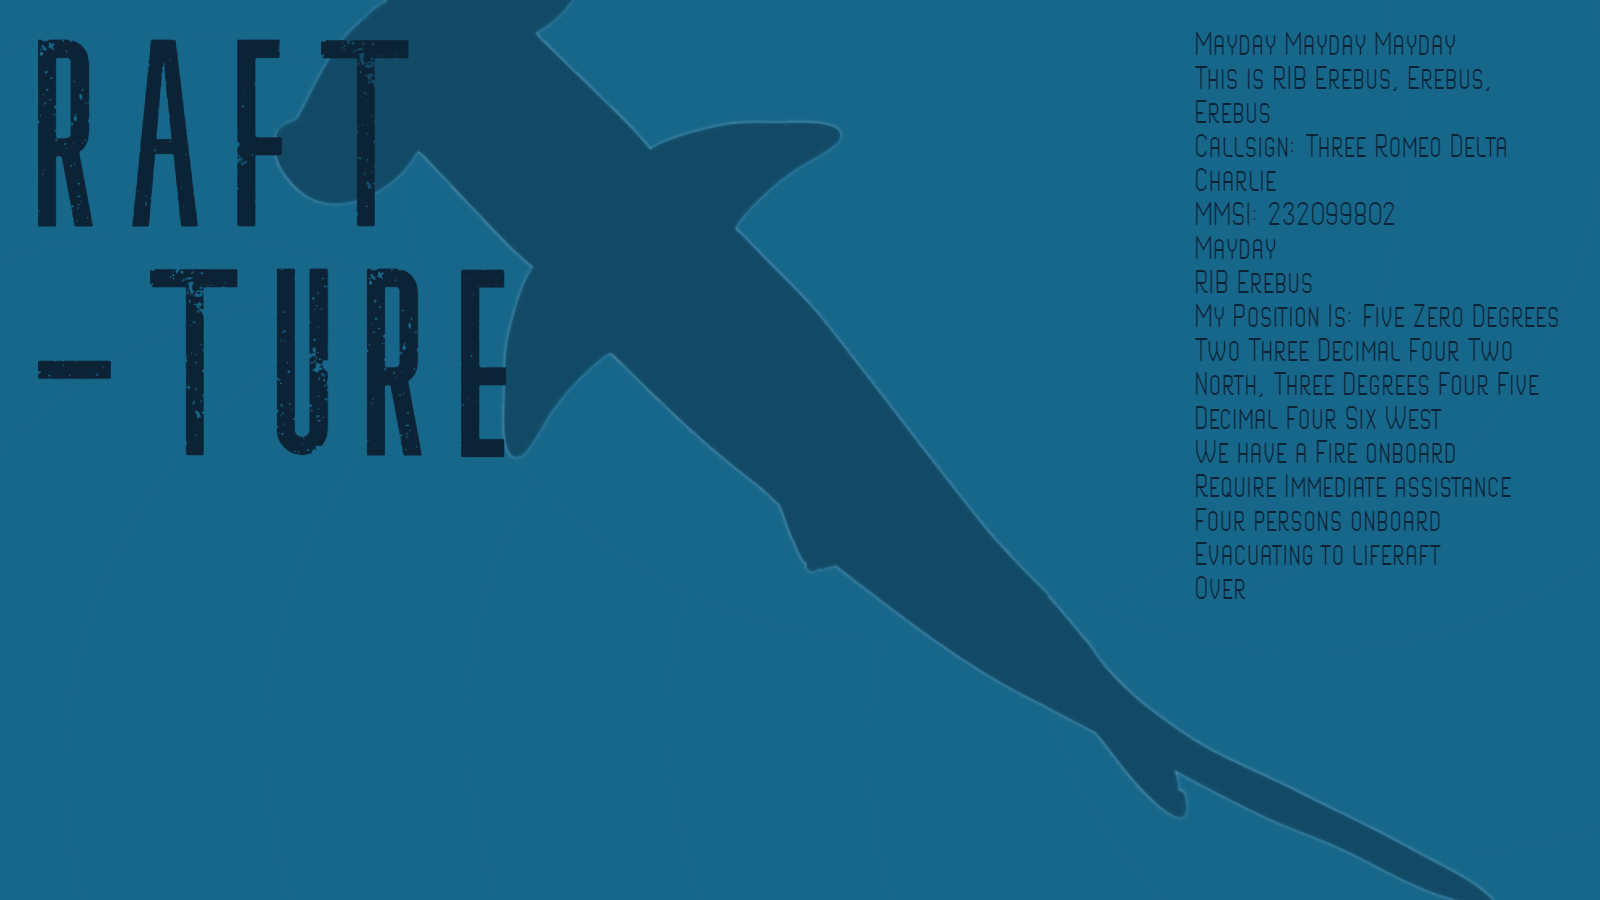 RAFT
-TURE
Mayday Mayday Mayday
This is RIB Erebus, Erebus,
Erebus
Callsign: Three Romeo Delta
Charlie
MMSI: 232099802
Mayday
RIB Erebus
My Position Is: Five Zero Degrees
Two Three Decimal Four Two
North, Three Degrees Four Five
Decimal Four Six West
We have a Fire onboard
Require Immediate assistance
Four persons onboard
Evacuating to liferaft
Over